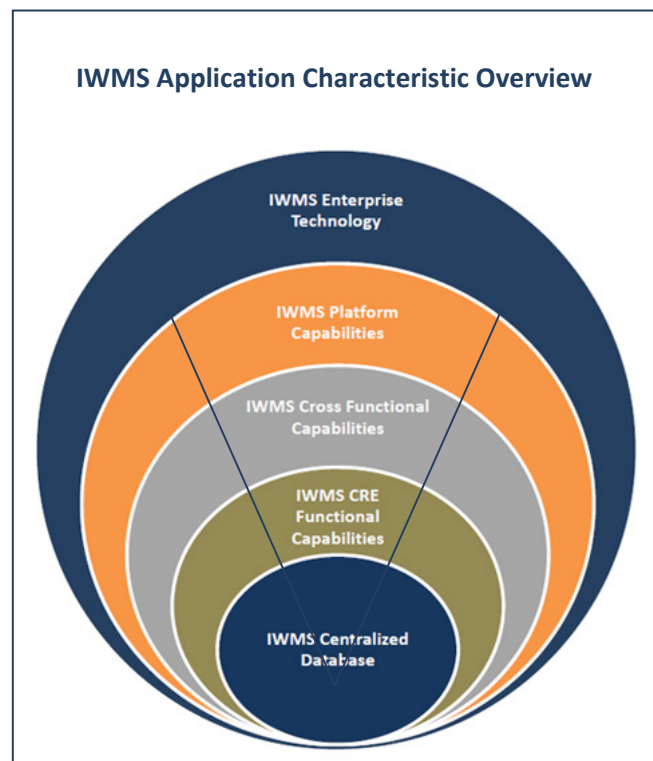 IWMS Application Characteristic Overview
IWMS Enterprise
Technology
IWMS Platform
Capabilities
IWMS Cross Functional
Capabilities
IWMS CRE
Functional
Capabilities
IWMS Centralized
Database